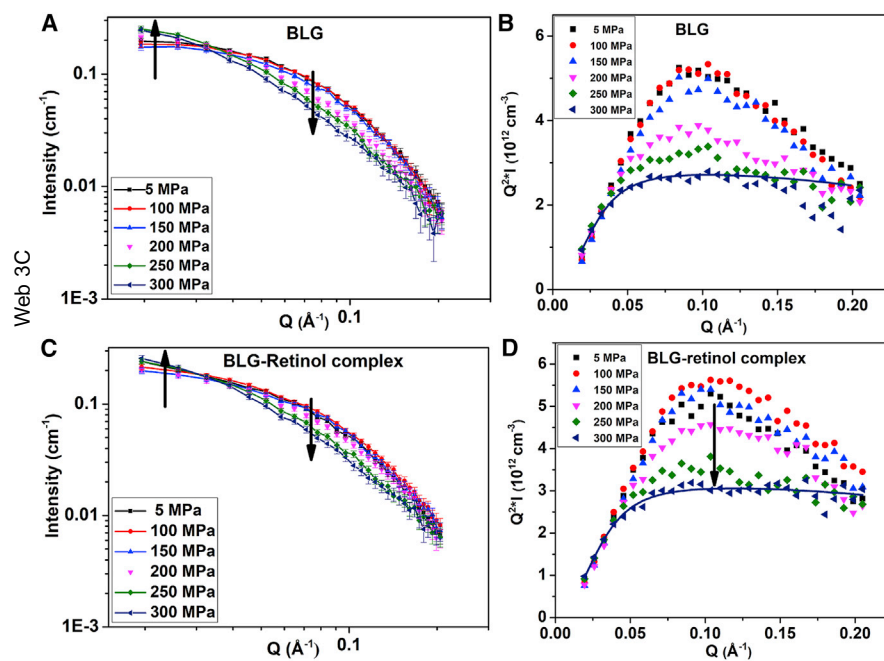 Web 3C
A
BLG
Intensity (cm⁻¹)
0.1
0.01
1E-3
5 MPa
100 MPa
150 MPa
200 MPa
250 MPa
300 MPa
0.1
Q (Å⁻¹)
B
BLG
Q²*I (10¹² cm⁻³)
6
4
2
0
5 MPa
100 MPa
150 MPa
200 MPa
250 MPa
300 MPa
0.00 0.05 0.10 0.15 0.20
Q (Å⁻¹)
C
BLG-Retinol complex
Intensity (cm⁻¹)
0.1
0.01
1E-3
5 MPa
100 MPa
150 MPa
200 MPa
250 MPa
300 MPa
0.1
Q (Å⁻¹)
D
BLG-retinol complex
Q²*I (10¹² cm⁻³)
6
5
4
3
2
1
0
5 MPa
100 MPa
150 MPa
200 MPa
250 MPa
300 MPa
0.00 0.05 0.10 0.15 0.20
Q (Å⁻¹)